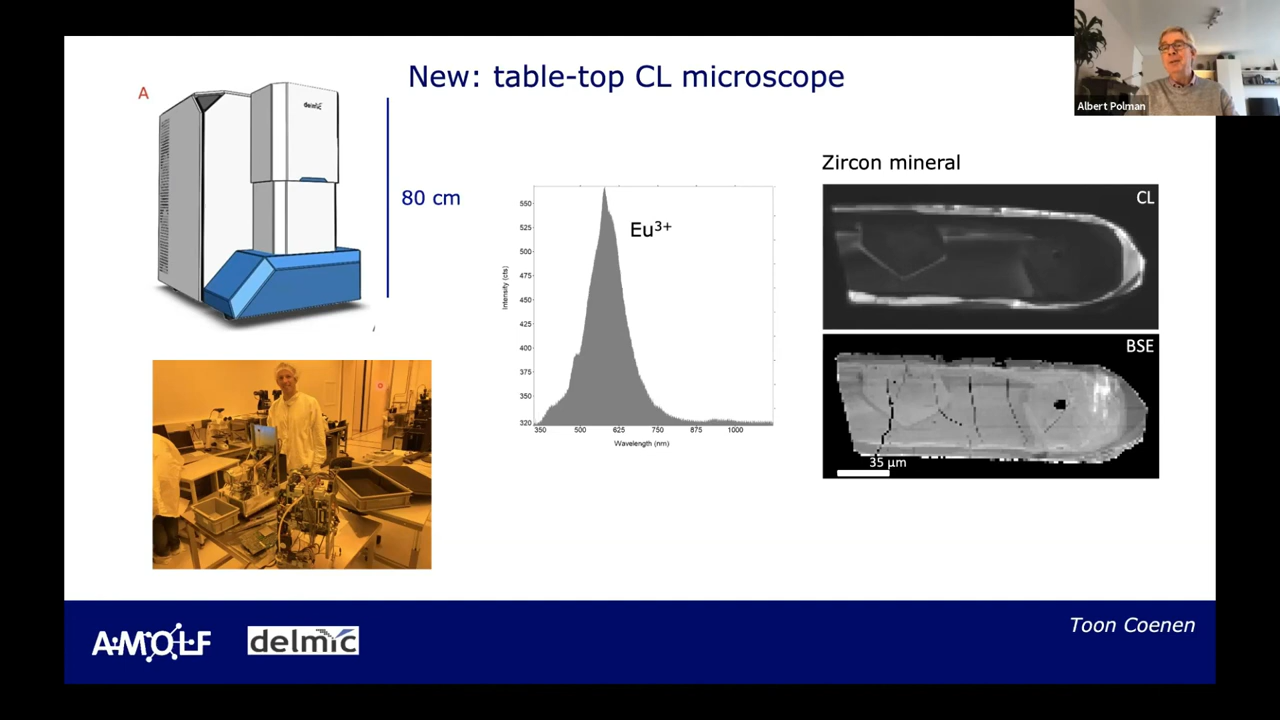 New: table-top CL microscope
Albert Polman
A
delmic
80 cm
Zircon mineral
CL
BSE
35 µm
Eu3+
Intensity (cts)
550
525
500
475
450
425
400
375
350
320
350 500 625 750 875 1000
Wavelength (nm)
AMOLF
delmic
Toon Coenen